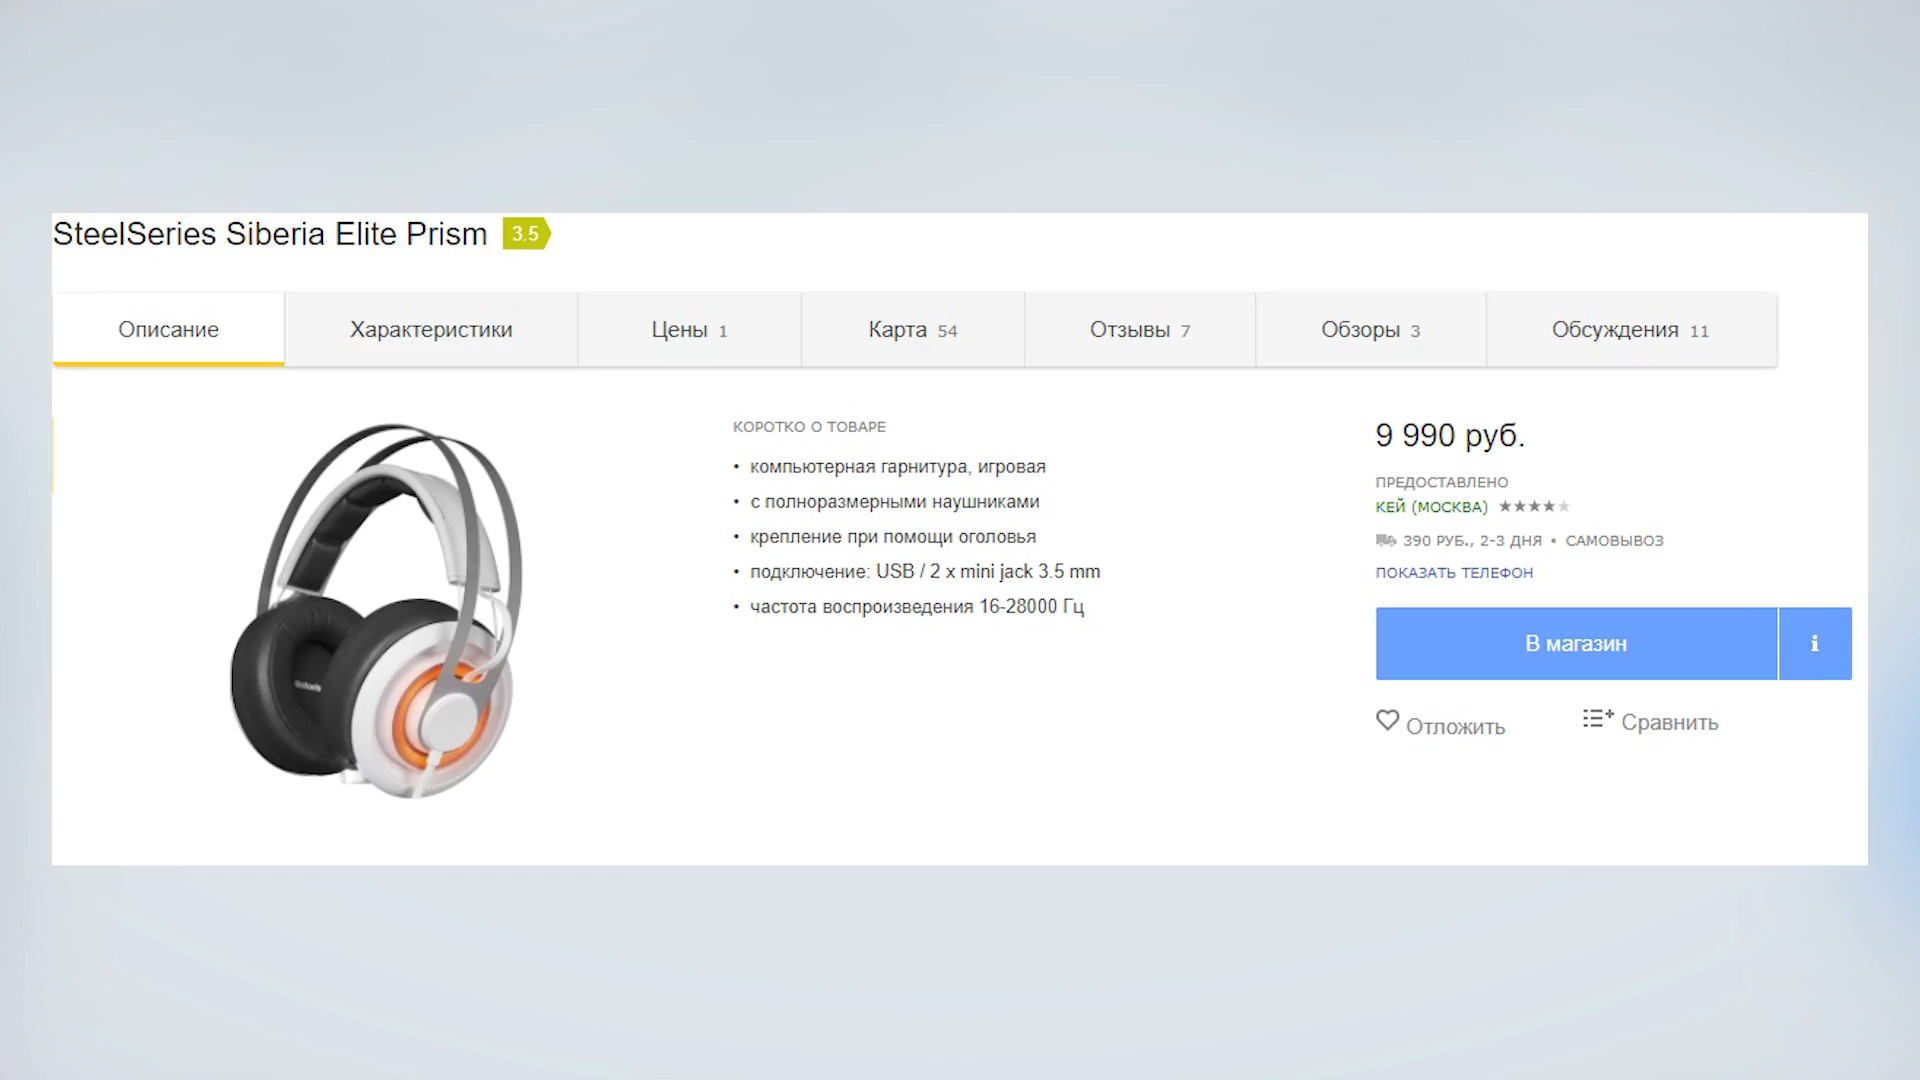 SteelSeries Siberia Elite Prism 3.5
Описание Характеристики Цены 1 Карта 54 Отзывы 7 Обзоры 3 Обсуждения 11
КОРОТКО О ТОВАРЕ
• компьютерная гарнитура, игровая
• с полноразмерными наушниками
• крепление при помощи оголовья
• подключение: USB / 2 x mini jack 3.5 mm
• частота воспроизведения 16-28000 Гц
9 990 руб.
ПРЕДОСТАВЛЕНО
КЕЙ (МОСКВА) ★★★★★
390 РУБ., 2-3 ДНЯ • САМОВЫВОЗ
ПОКАЗАТЬ ТЕЛЕФОН
В магазин i
Отложить Сравнить